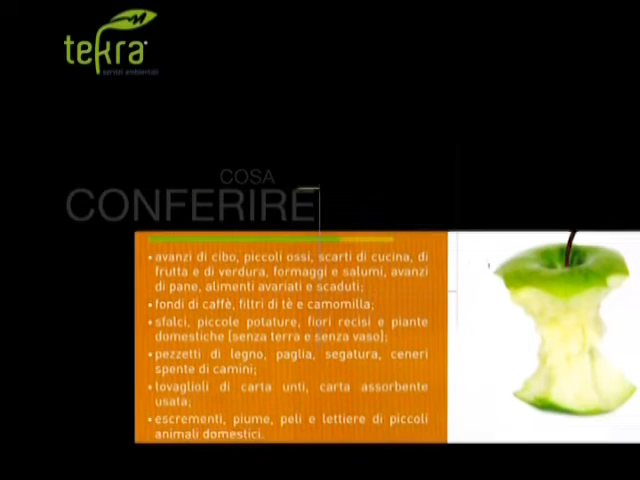 tekra
servizi ambientali
COSA
CONFERIRE
• avanzi di cibo, piccoli ossi, scarti di cucina, di
frutta e di verdura, formaggi e salumi, avanzi
di pane, alimenti avariati e scaduti;
• fondi di caffè, filtri di tè e camomilla;
• sfalci, piccole potature, fiori recisi e piante
domestiche [senza terra e senza vaso];
• pezzetti di legno, paglia, segatura, ceneri
spente di camini;
• tovaglioli di carta unti, carta assorbente
usata;
• escrementi, piume, peli e lettiere di piccoli
animali domestici.